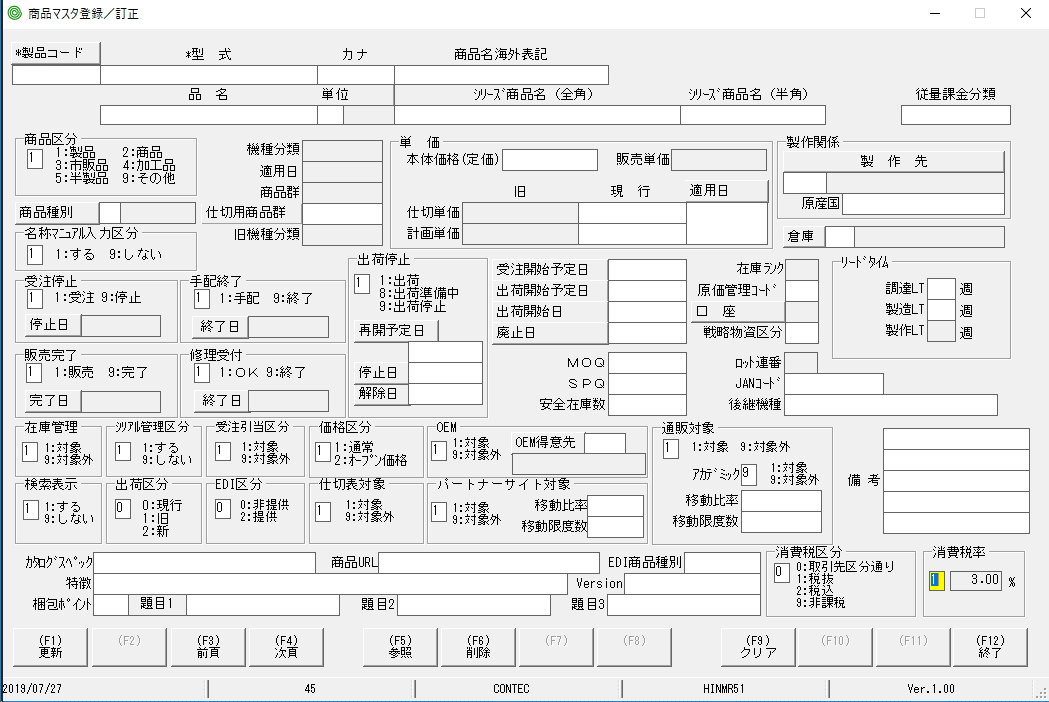 商品マスタ登録／訂正
*製品コード *型　式 カナ 商品名海外表記
品　名 単位 ｼﾘｰｽﾞ商品名（全角） ｼﾘｰｽﾞ商品名（半角） 従量課金分類
商品区分
1 1:製品 2:商品
3:市販品 4:加工品
5:半製品 9:その他
機種分類
適用日
商品群
仕切用商品群
旧機種分類
単　価
本体価格(定価) 販売単価
旧 現　行 適用日
仕切単価
計画単価
製作関係
製　作　先
原産国
倉庫
商品種別
名称ﾏﾆｭｱﾙ入力区分
1 1:する 9:しない
受注停止
1 1:受注 9:停止
停止日
手配終了
1 1:手配 9:終了
終了日
出荷停止
1 1:出荷
8:出荷準備中
9:出荷停止
再開予定日
停止日
解除日
受注開始予定日
出荷開始予定日
出荷開始日
廃止日
在庫ﾗﾝｸ
原価管理ｺｰﾄﾞ
口　座
戦略物資区分
ﾘｰﾄﾞﾀｲﾑ
調達LT 週
製造LT 週
製作LT 週
販売完了
1 1:販売 9:完了
完了日
修理受付
1 1:ＯＫ 9:終了
終了日
ＭＯＱ
ＳＰＱ
安全在庫数
ﾛｯﾄ連番
JANｺｰﾄﾞ
後継機種
在庫管理
1 1:対象
9:対象外
ｼﾘｱﾙ管理区分
1 1:する
9:しない
受注引当区分
1 1:対象
9:対象外
価格区分
1 1:通常
2:ｵｰﾌﾟﾝ価格
OEM
1 1:対象
9:対象外
OEM得意先
通販対象
1 1:対象 9:対象外
ｱｶﾃﾞﾐｯｸ 9 1:対象
9:対象外
移動比率
移動限度数
備　考
検索表示
1 1:する
9:しない
出荷区分
0 0:現行
1:旧
2:新
EDI区分
0 0:非提供
2:提供
仕切表対象
1 1:対象
9:対象外
パートナーサイト対象
1 1:対象
9:対象外
移動比率
移動限度数
ｶﾀﾛｸﾞｽﾍﾟｯｸ 商品URL EDI商品種別
特徴 Version
梱包ﾎﾟｲﾝﾄ 題目1 題目2 題目3
消費税区分
0 0:取引先区分通り
1:税抜
2:税込
9:非課税
消費税率
1 3.00 %
(F1) (F2) (F3) (F4) (F5) (F6) (F7) (F8) (F9) (F10) (F11) (F12)
更新 前頁 次頁 参照 削除 クリア 終了
2019/07/27 45 CONTEC HINMR51 Ver.1.00